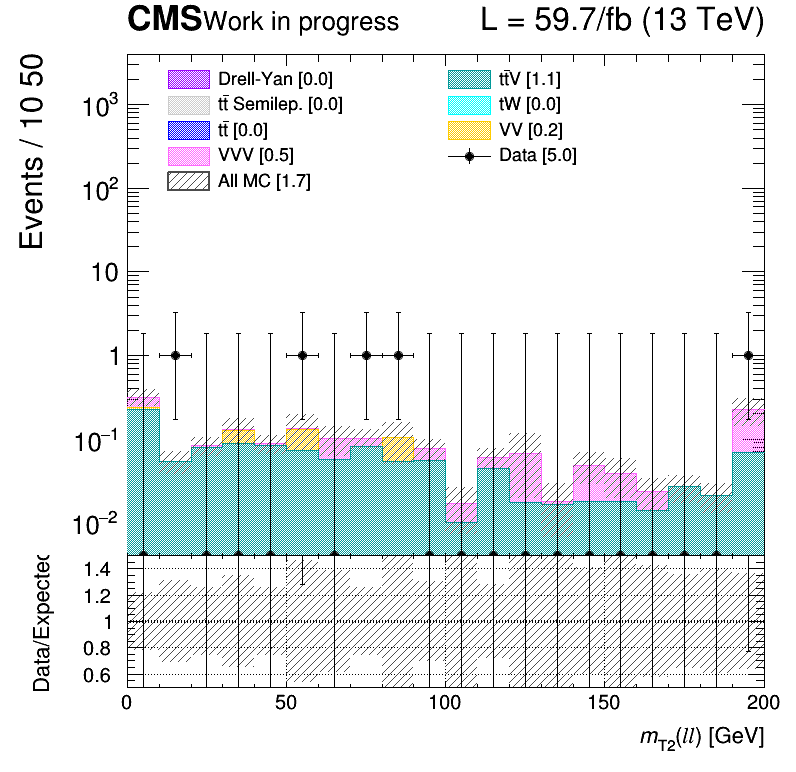 CMS Work in progress L = 59.7/fb (13 TeV)
Events / 10 50
Drell-Yan [0.0]
tt̄ Semilep. [0.0]
tt̄ [0.0]
VVV [0.5]
All MC [1.7]
tt̄V [1.1]
tW [0.0]
VV [0.2]
Data [5.0]
10³
10²
10
1
10⁻¹
10⁻²
Data/Expected
1.4
1.2
1
0.8
0.6
0 50 100 150 200
m_T2(ll) [GeV]